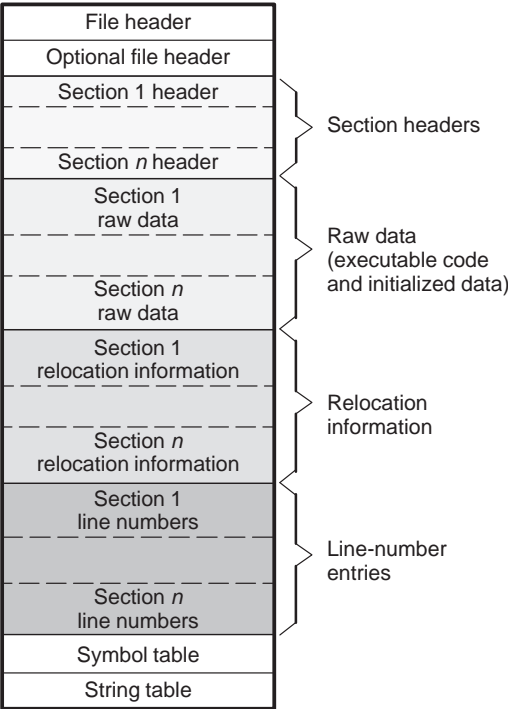 File header
Optional file header
Section 1 header
Section n header
Section headers
Section 1
raw data
Section n
raw data
Raw data
(executable code
and initialized data)
Section 1
relocation information
Section n
relocation information
Relocation
information
Section 1
line numbers
Section n
line numbers
Line-number
entries
Symbol table
String table